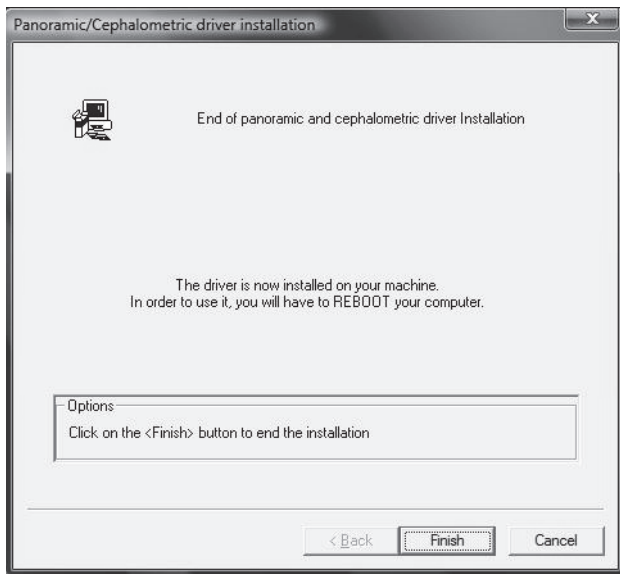 Panoramic/Cephalometric driver installation
End of panoramic and cephalometric driver Installation
The driver is now installed on your machine.
In order to use it, you will have to REBOOT your computer.
Options
Click on the <Finish> button to end the installation
< Back
Finish
Cancel